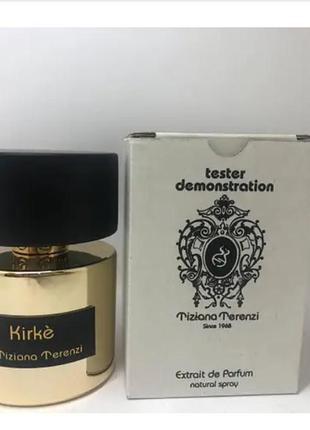 Kirkè
Tiziana Terenzi
tester
demonstration
Tiziana Terenzi
Since 1968
Extrait de Parfum
natural spray